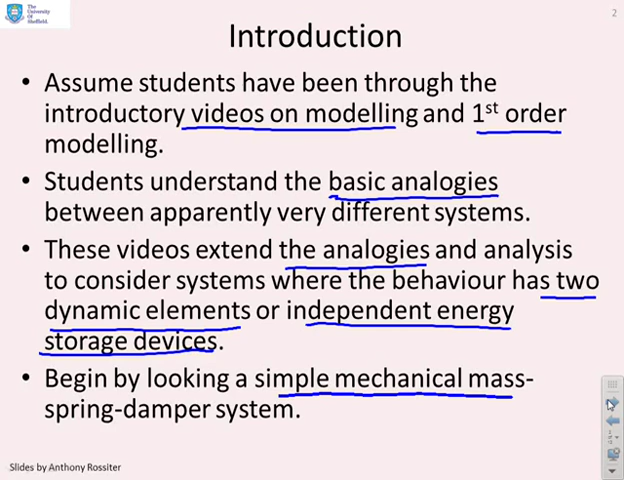 The
University
Of
Sheffield.
2
Introduction
• Assume students have been through the
introductory videos on modelling and 1st order
modelling.
• Students understand the basic analogies
between apparently very different systems.
• These videos extend the analogies and analysis
to consider systems where the behaviour has two
dynamic elements or independent energy
storage devices.
• Begin by looking a simple mechanical mass-
spring-damper system.
Slides by Anthony Rossiter